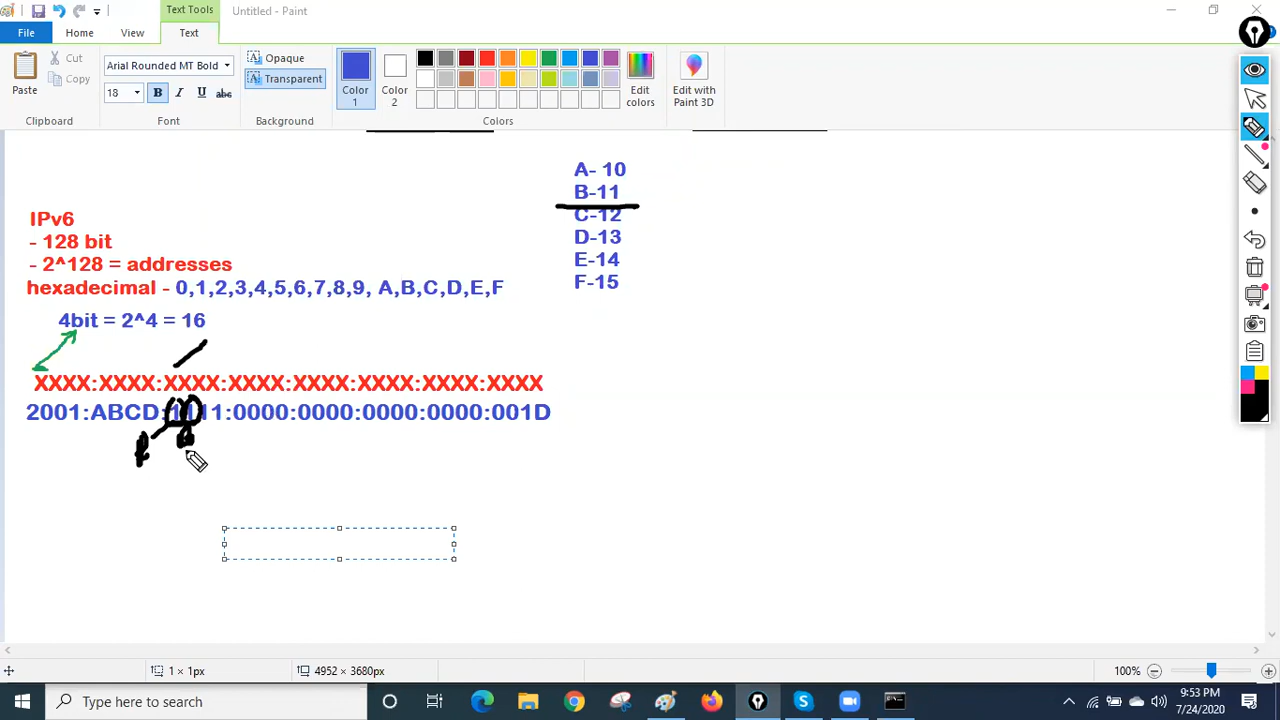 Text Tools
Untitled - Paint
File
Home
View
Text
Paste
Cut
Copy
Clipboard
Arial Rounded MT Bold
18
B
I
U
abc
Font
Opaque
Transparent
Background
Color 1
Color 2
Edit colors
Colors
Edit with Paint 3D
A- 10
B-11
C-12
D-13
E-14
F-15
IPv6
- 128 bit
- 2^128 = addresses
hexadecimal - 0,1,2,3,4,5,6,7,8,9, A,B,C,D,E,F
4bit = 2^4 = 16
XXXX:XXXX:XXXX:XXXX:XXXX:XXXX:XXXX:XXXX
2001:ABCD:1111:0000:0000:0000:0000:001D
1 × 1px
4952 × 3680px
100%
Type here to search
9:53 PM
7/24/2020